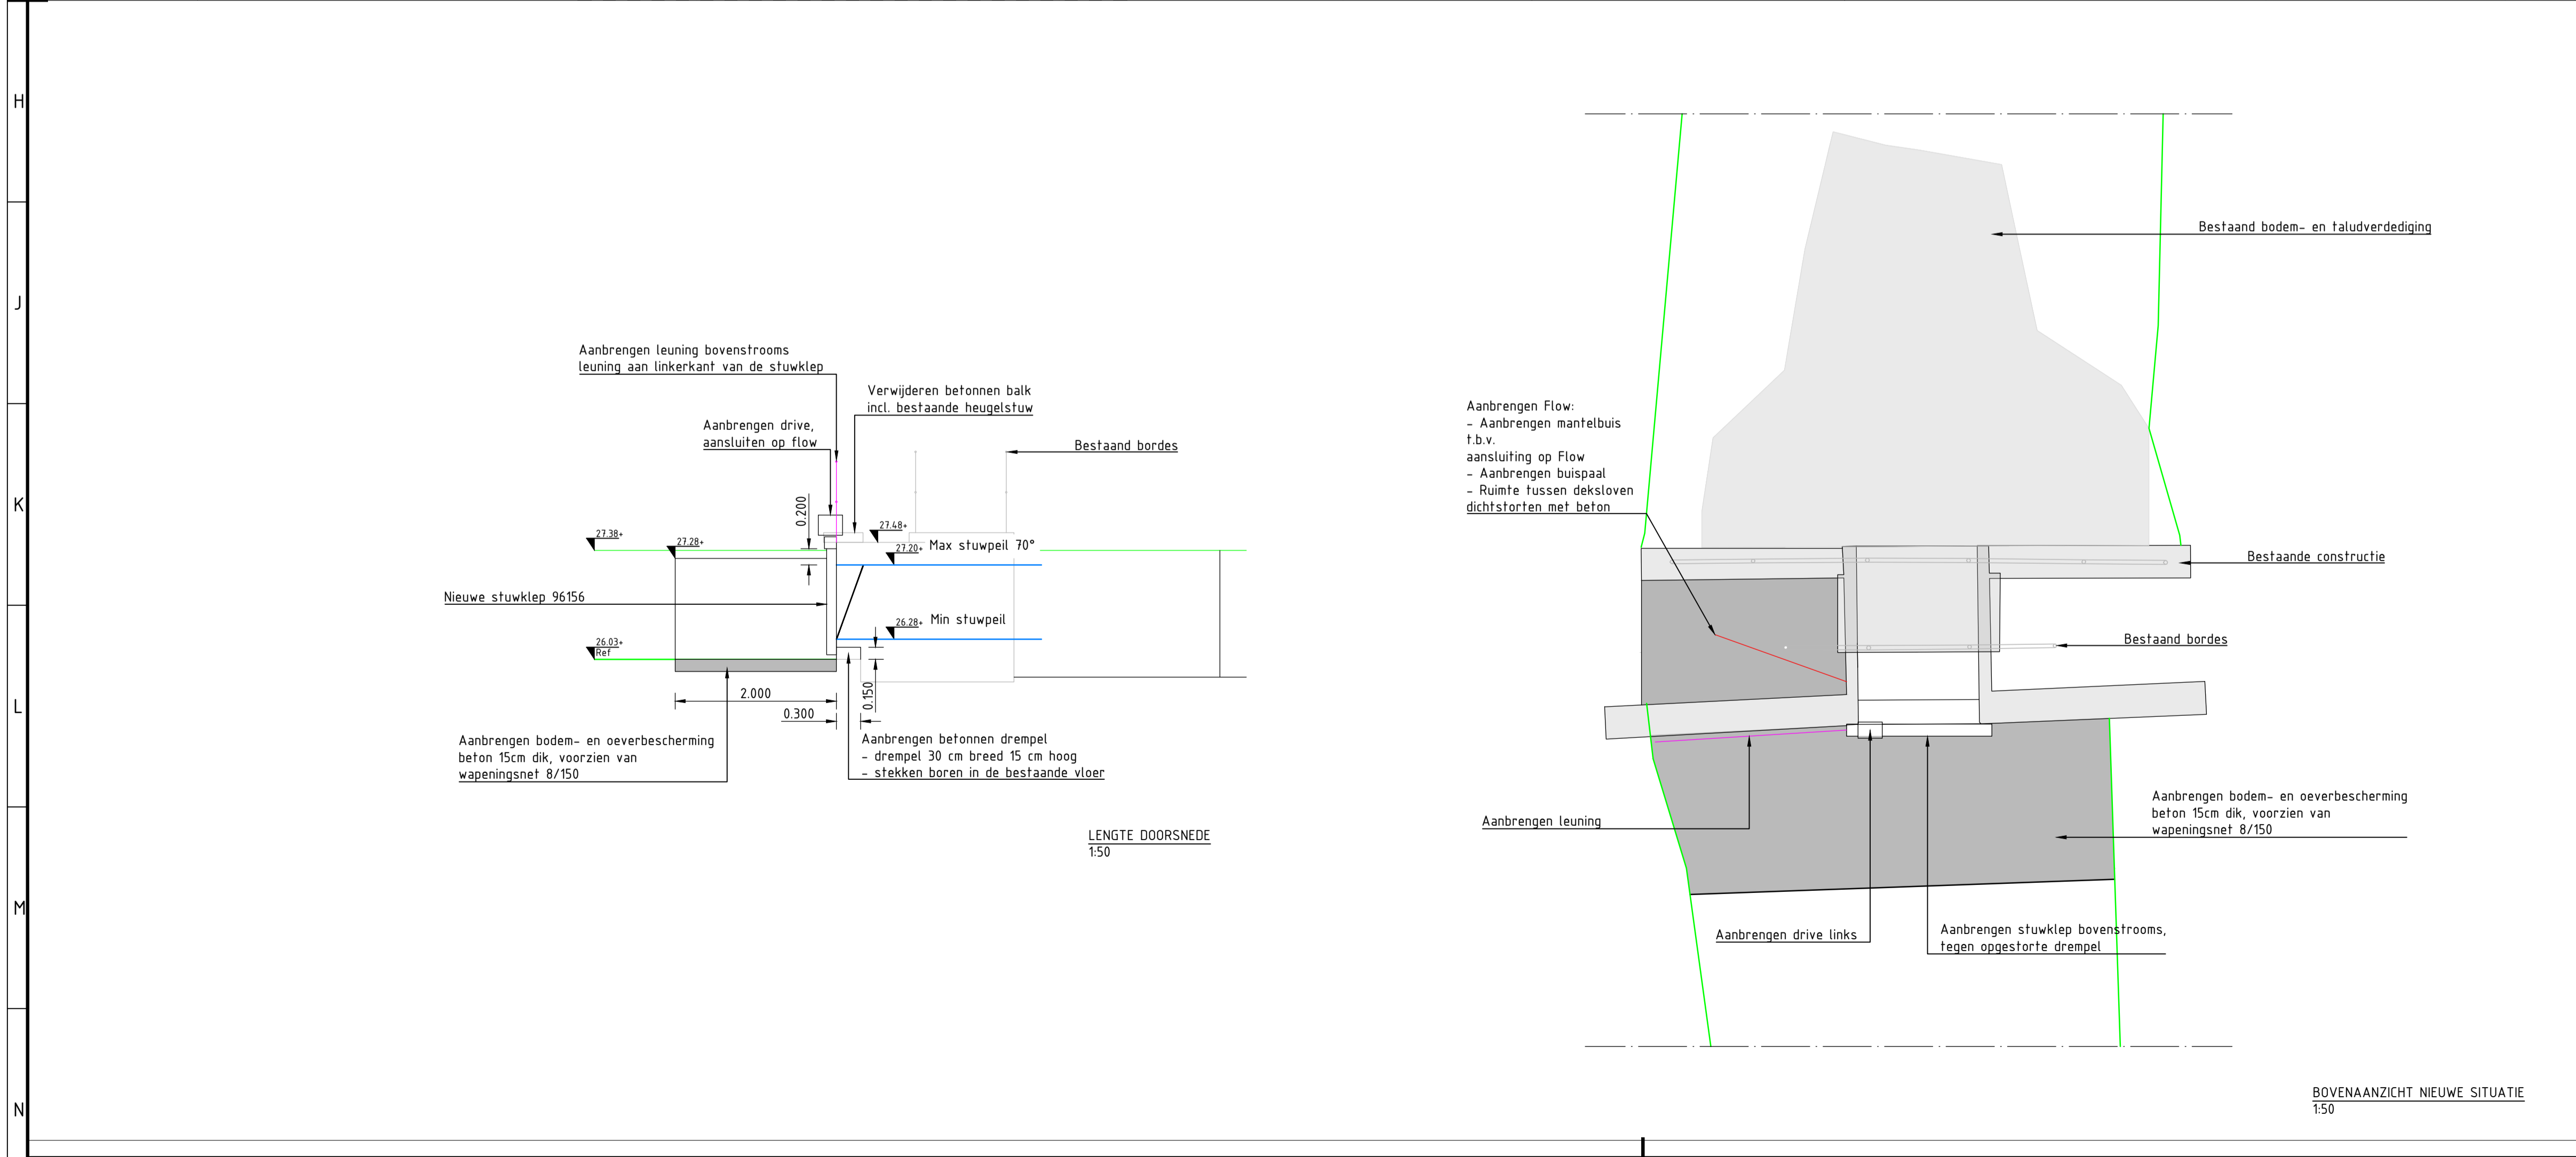 H
J
K
L
M
N
Aanbrengen leuning bovenstrooms
leuning aan linkerkant van de stuwklep
Verwijderen betonnen balk
incl. bestaande heugelstuw
Aanbrengen drive,
aansluiten op flow
Bestaand bordes
0.200
27.38+
27.28+
27.48+
27.20+ Max stuwpeil 70°
Nieuwe stuwklep 96156
26.28+ Min stuwpeil
26.03+
Ref
2.000
0.300
0.150
Aanbrengen bodem- en oeverbescherming
beton 15cm dik, voorzien van
wapeningsnet 8/150
Aanbrengen betonnen drempel
- drempel 30 cm breed 15 cm hoog
- stekken boren in de bestaande vloer
LENGTE DOORSNEDE
1:50
Bestaand bodem- en taludverdediging
Aanbrengen Flow:
- Aanbrengen mantelbuis
t.b.v.
aansluiting op Flow
- Aanbrengen buispaal
- Ruimte tussen deksloven
dichtstorten met beton
Bestaande constructie
Bestaand bordes
Aanbrengen leuning
Aanbrengen bodem- en oeverbescherming
beton 15cm dik, voorzien van
wapeningsnet 8/150
Aanbrengen drive links
Aanbrengen stuwklep bovenstrooms,
tegen opgestorte drempel
BOVENAANZICHT NIEUWE SITUATIE
1:50